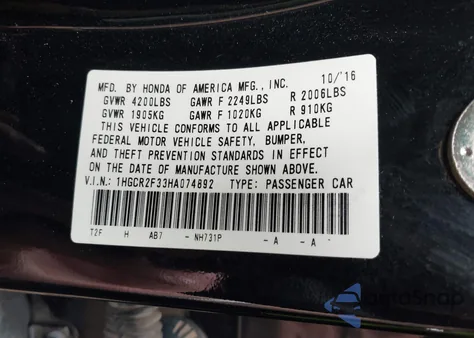 MFD. BY HONDA OF AMERICA MFG., INC. 10/'16
GVWR 4200LBS GAWR F 2249LBS R 2006LBS
GVWR 1905KG GAWR F 1020KG R 910KG
THIS VEHICLE CONFORMS TO ALL APPLICABLE
FEDERAL MOTOR VEHICLE SAFETY, BUMPER,
AND THEFT PREVENTION STANDARDS IN EFFECT
ON THE DATE OF MANUFACTURE SHOWN ABOVE.
V.I.N.: 1HGCR2F33HA074892 TYPE: PASSENGER CAR
T2F H AB7 - NH731P - A - A
AutoSnap